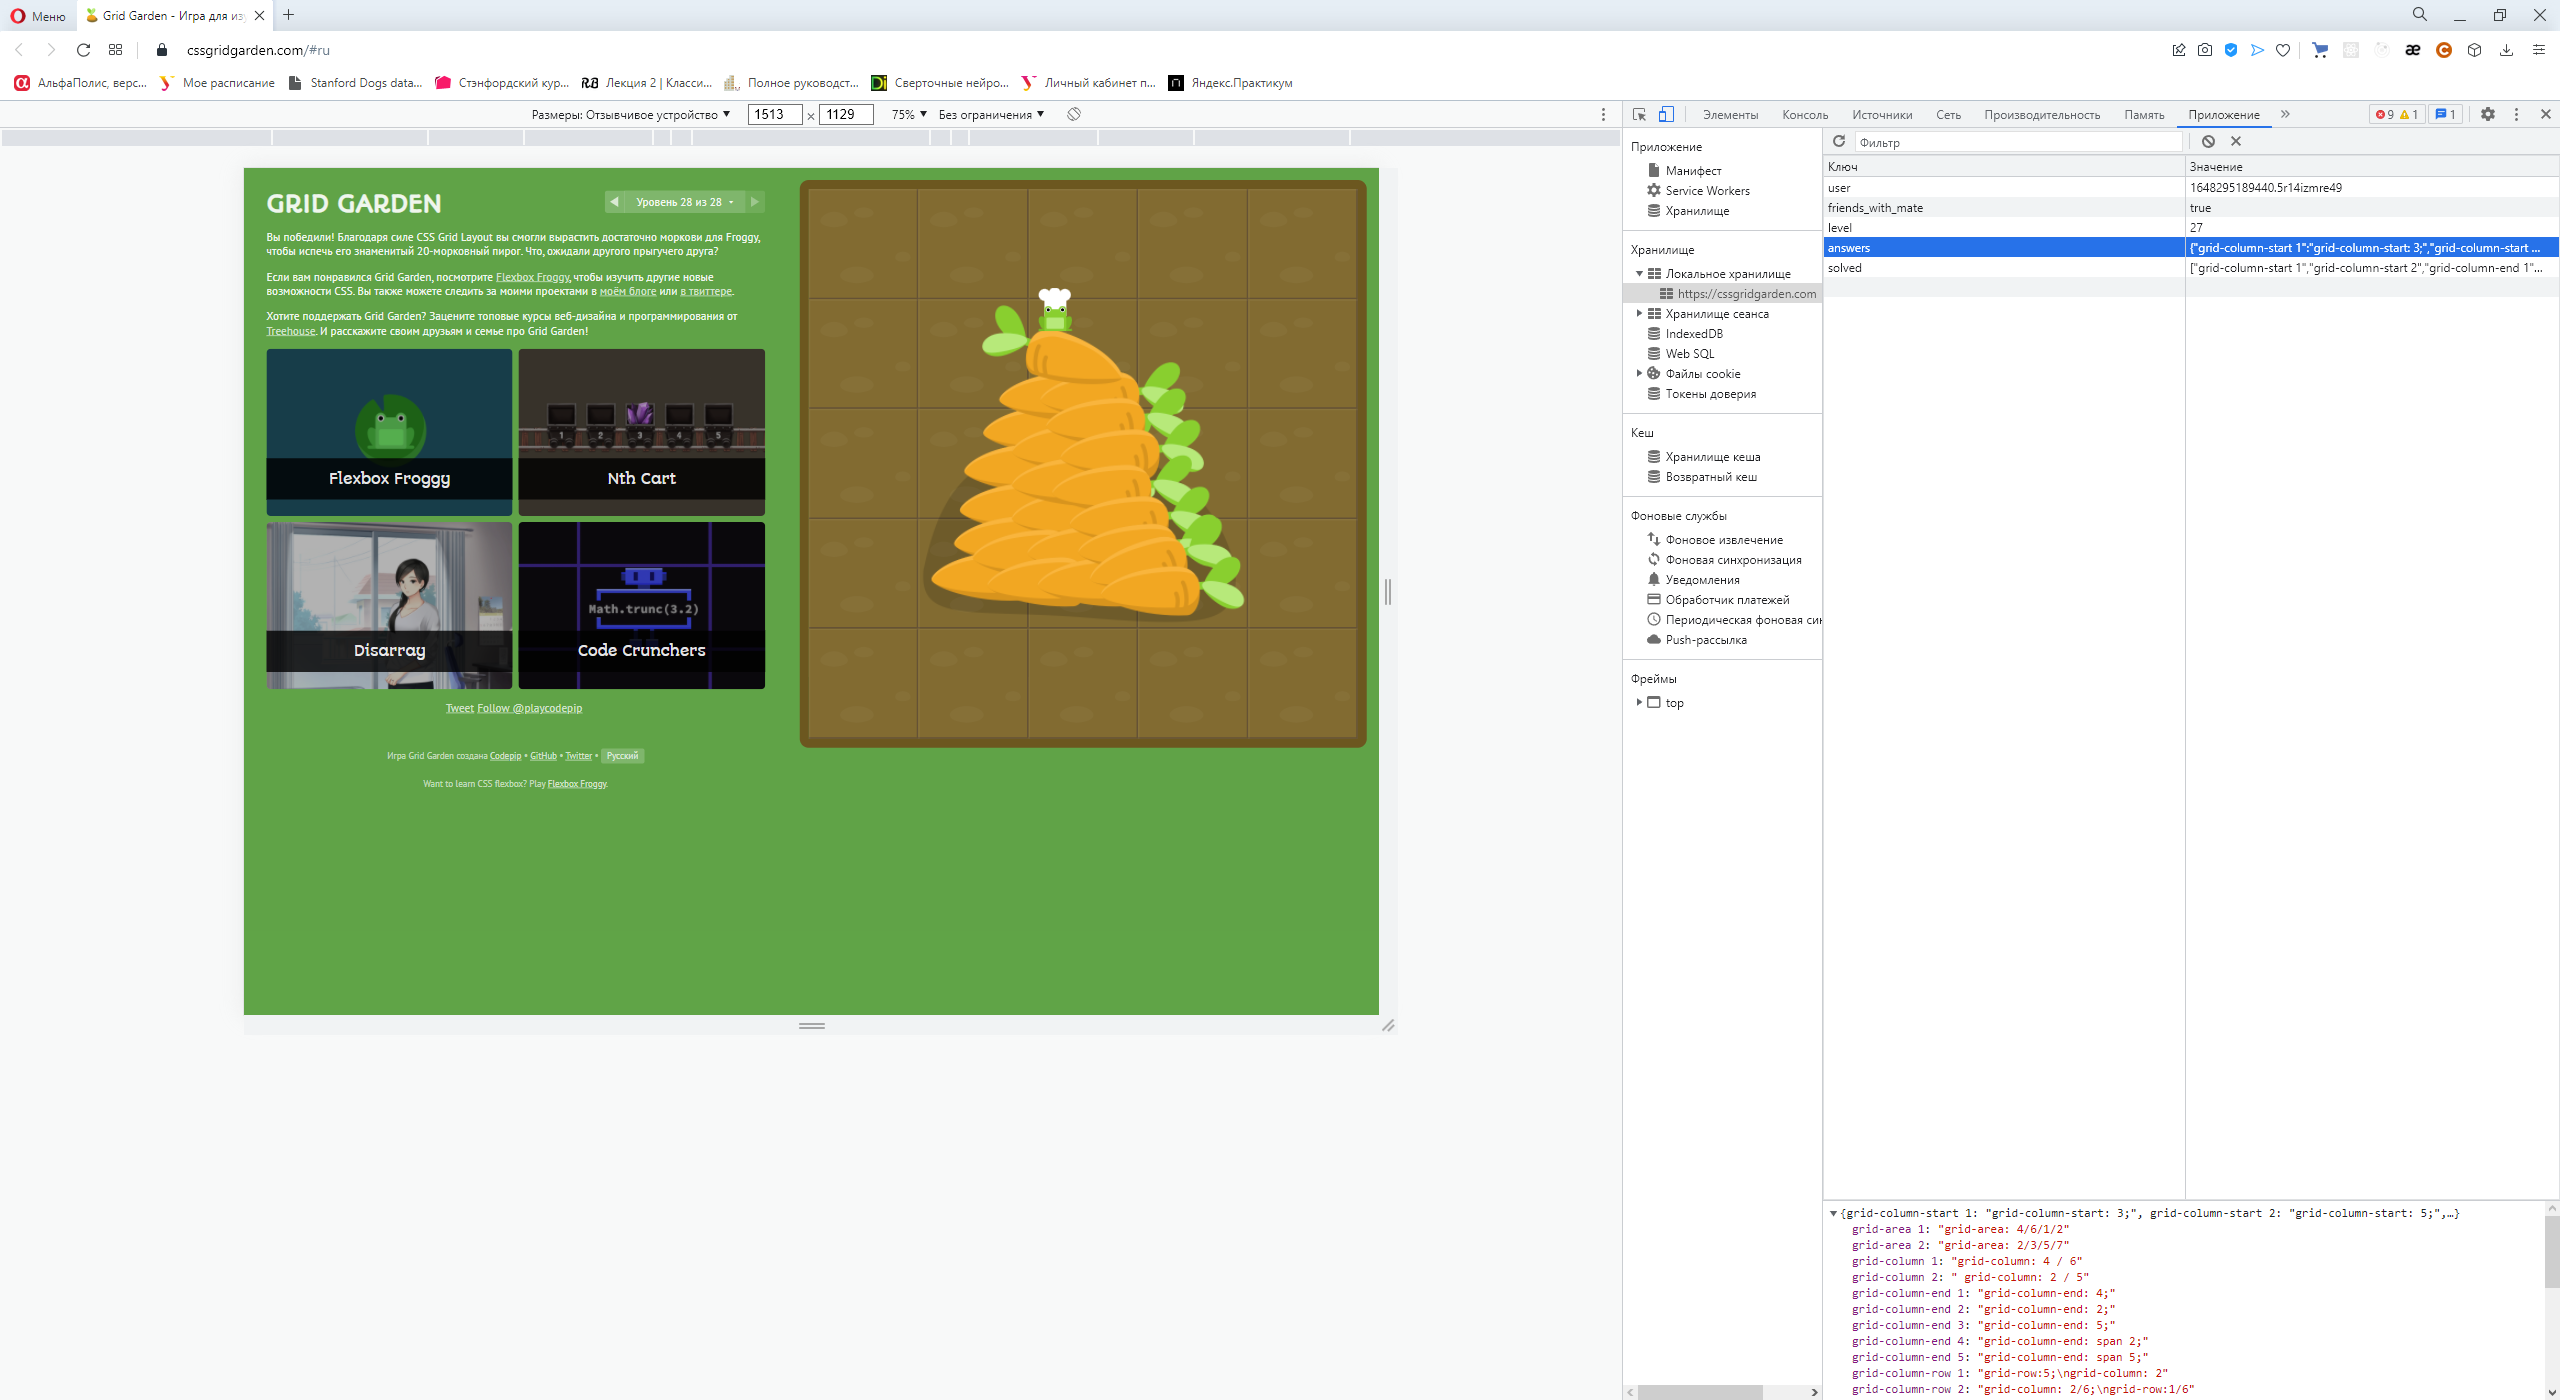 Меню
Grid Garden - Игра для из
cssgridgarden.com/#ru
АльфаПолис, верс...
Мое расписание
Stanford Dogs data...
Стэнфордский кур...
Лекция 2 | Класси...
Полное руководст...
Сверточные нейро...
Личный кабинет п...
Яндекс.Практикум
Размеры: Отзывчивое устройство
1513 × 1129
75%
Без ограничения
Элементы
Консоль
Источники
Сеть
Производительность
Память
Приложение
9 1
1
GRID GARDEN
Уровень 28 из 28
Вы победили! Благодаря силе CSS Grid Layout вы смогли вырастить достаточно моркови для Froggy,
чтобы испечь его знаменитый 20-морковный пирог. Что, ожидали другого прыгучего друга?
Если вам понравился Grid Garden, посмотрите Flexbox Froggy, чтобы изучить другие новые
возможности CSS. Вы также можете следить за моими проектами в моём блоге или в твиттере.
Хотите поддержать Grid Garden? Зацените топовые курсы веб-дизайна и программирования от
Treehouse. И расскажите своим друзьям и семье про Grid Garden!
Flexbox Froggy
1 2 3 4 5
Nth Cart
Disarray
Math.trunc(3.2)
Code Crunchers
Tweet Follow @playcodepip
Игра Grid Garden создана Codepip • GitHub • Twitter • Русский
Want to learn CSS flexbox? Play Flexbox Froggy.
Приложение
Манифест
Service Workers
Хранилище
Хранилище
Локальное хранилище
https://cssgridgarden.com
Хранилище сеанса
IndexedDB
Web SQL
Файлы cookie
Токены доверия
Кеш
Хранилище кеша
Возвратный кеш
Фоновые службы
Фоновое извлечение
Фоновая синхронизация
Уведомления
Обработчик платежей
Периодическая фоновая син
Push-рассылка
Фреймы
top
Фильтр
Ключ Значение
user 1648295189440.5r14izmre49
friends_with_mate true
level 27
answers {"grid-column-start 1":"grid-column-start: 3;","grid-column-start ...
solved ["grid-column-start 1","grid-column-start 2","grid-column-end 1"...
{grid-column-start 1: "grid-column-start: 3;", grid-column-start 2: "grid-column-start: 5;",…}
grid-area 1: "grid-area: 4/6/1/2"
grid-area 2: "grid-area: 2/3/5/7"
grid-column 1: "grid-column: 4 / 6"
grid-column 2: " grid-column: 2 / 5"
grid-column-end 1: "grid-column-end: 4;"
grid-column-end 2: "grid-column-end: 2;"
grid-column-end 3: "grid-column-end: 5;"
grid-column-end 4: "grid-column-end: span 2;"
grid-column-end 5: "grid-column-end: span 5;"
grid-column-row 1: "grid-row:5;\ngrid-column: 2"
grid-column-row 2: "grid-column: 2/6;\ngrid-row:1/6"